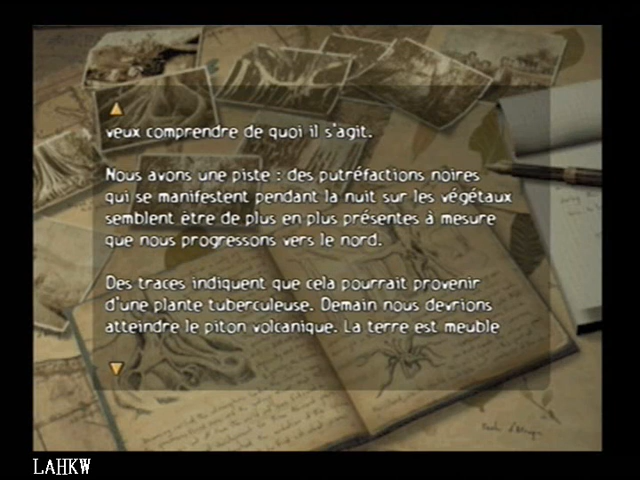 veux comprendre de quoi il s'agit.
Nous avons une piste : des putréfactions noires
qui se manifestent pendant la nuit sur les végétaux
semblent être de plus en plus présentes à mesure
que nous progressons vers le nord.
Des traces indiquent que cela pourrait provenir
d'une plante tuberculeuse. Demain nous devrions
atteindre le piton volcanique. La terre est meuble
LAHKW